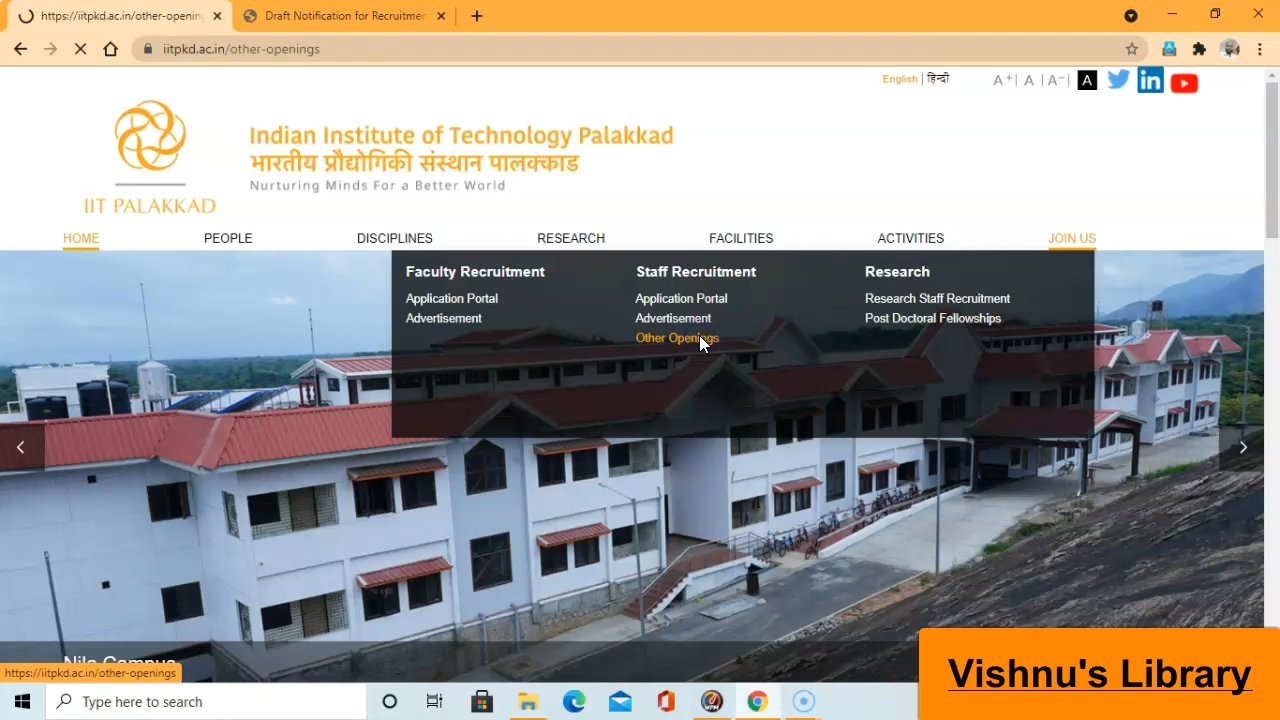 https://iitpkd.ac.in/other-opening
Draft Notification for Recruitmen
iitpkd.ac.in/other-openings
English | हिन्दी
A+| A | A-| A
IIT PALAKKAD
Indian Institute of Technology Palakkad
भारतीय प्रौद्योगिकी संस्थान पालक्काड
Nurturing Minds For a Better World
HOME PEOPLE DISCIPLINES RESEARCH FACILITIES ACTIVITIES JOIN US
Faculty Recruitment
Application Portal
Advertisement
Staff Recruitment
Application Portal
Advertisement
Other Openings
Research
Research Staff Recruitment
Post Doctoral Fellowships
Nila Campus
https://iitpkd.ac.in/other-openings
Type here to search
Vishnu's Library